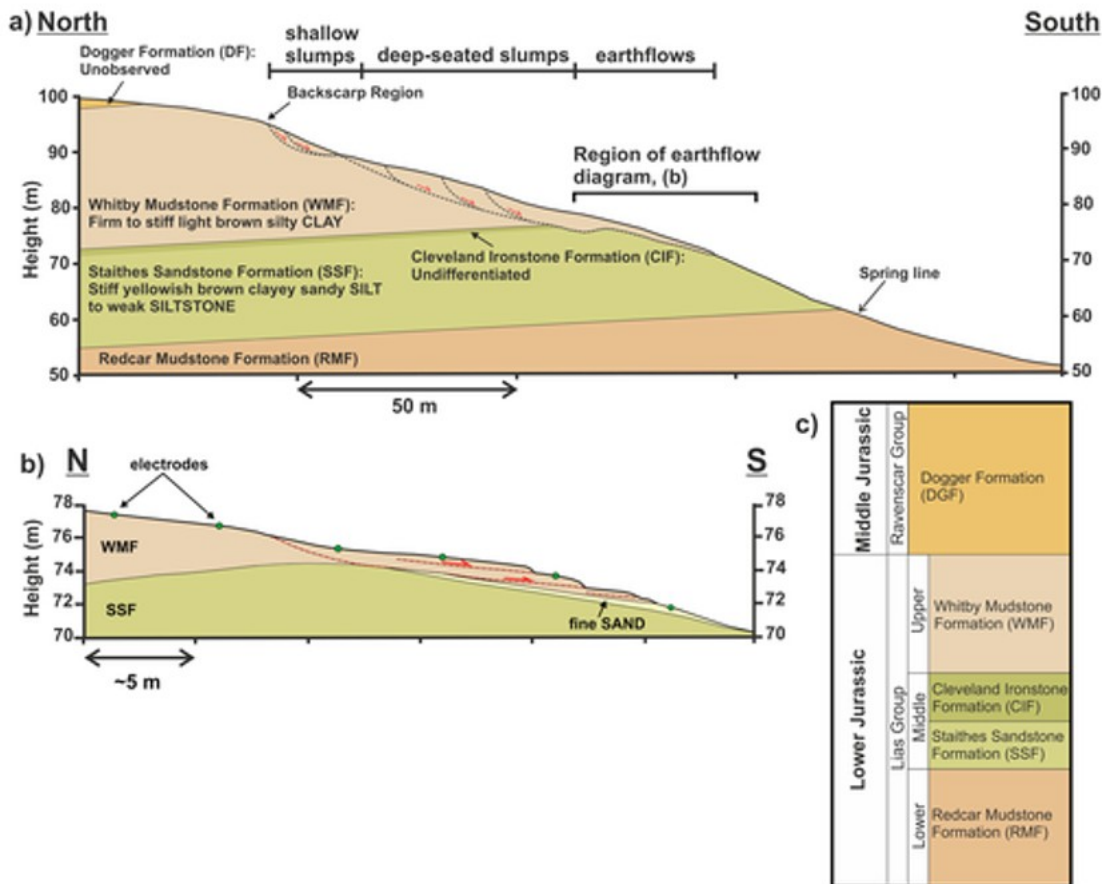 a) North
South
shallow
slumps
deep-seated slumps
earthflows
Dogger Formation (DF):
Unobserved
Backscarp Region
Region of earthflow
diagram, (b)
Whitby Mudstone Formation (WMF):
Firm to stiff light brown silty CLAY
Cleveland Ironstone Formation (CIF):
Undifferentiated
Staithes Sandstone Formation (SSF):
Stiff yellowish brown clayey sandy SILT
to weak SILTSTONE
Spring line
Redcar Mudstone Formation (RMF)
Height (m)
100
90
80
70
60
50
100
90
80
70
60
50
50 m
b) N
S
electrodes
WMF
SSF
fine SAND
Height (m)
78
76
74
72
70
78
76
74
72
70
~5 m
c)
Middle Jurassic
Ravenscar Group
Dogger Formation
(DGF)
Lower Jurassic
Lias Group
Upper
Whitby Mudstone
Formation (WMF)
Middle
Cleveland Ironstone
Formation (CIF)
Staithes Sandstone
Formation (SSF)
Lower
Redcar Mudstone
Formation (RMF)